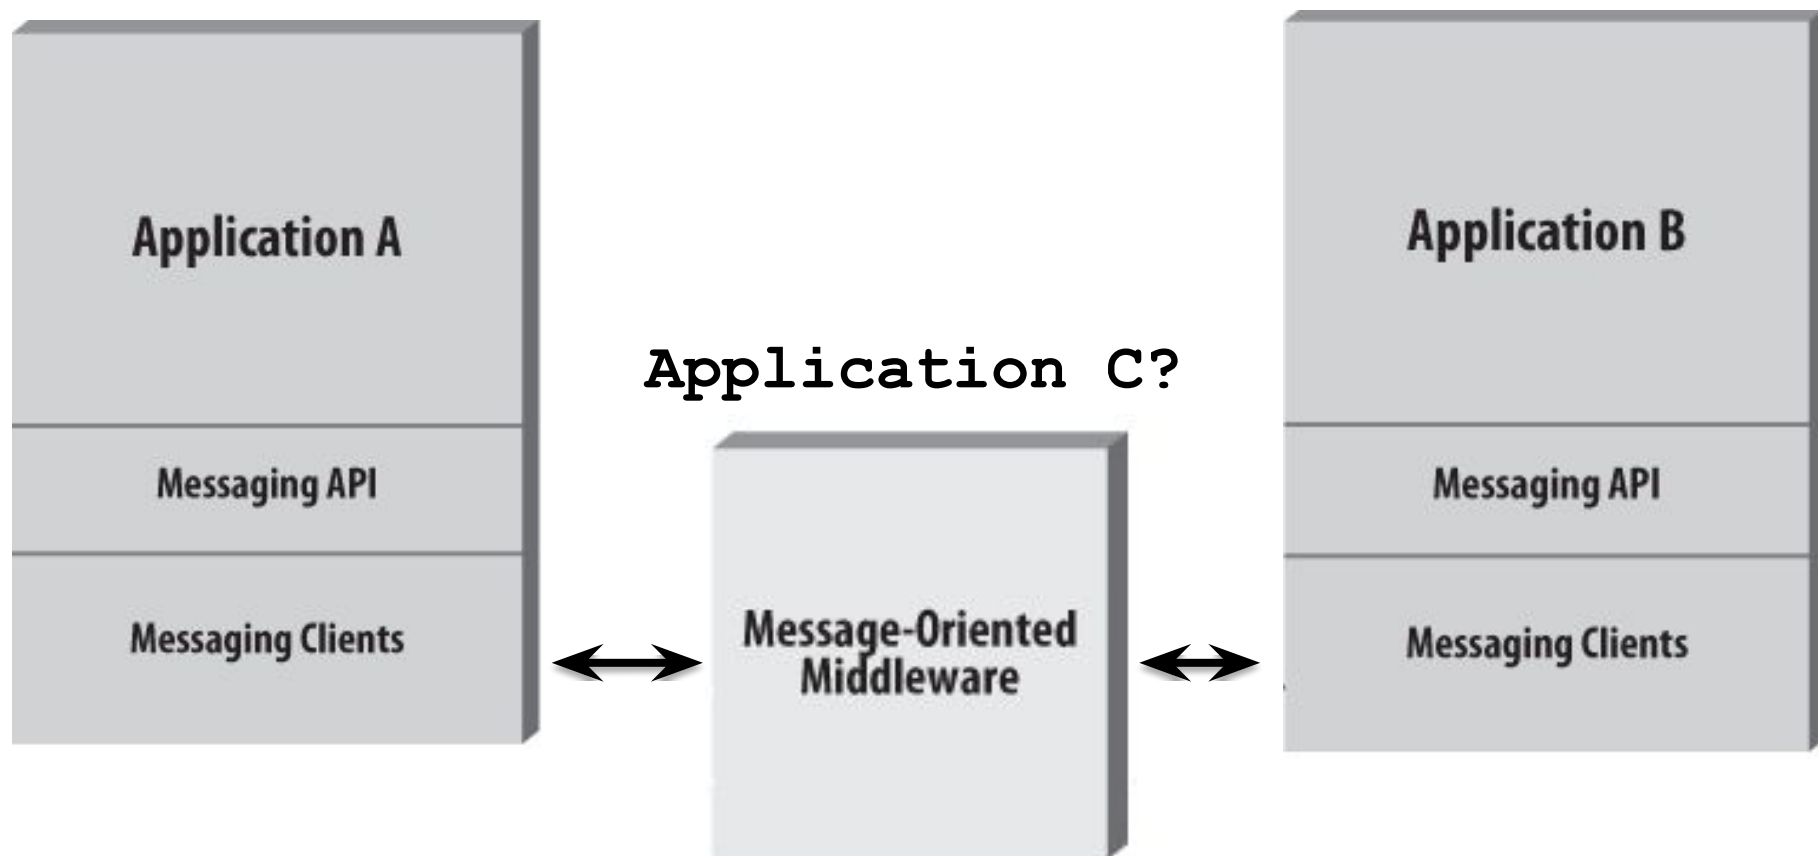 Application A
Messaging API
Messaging Clients
Application C?
Message-Oriented
Middleware
Application B
Messaging API
Messaging Clients